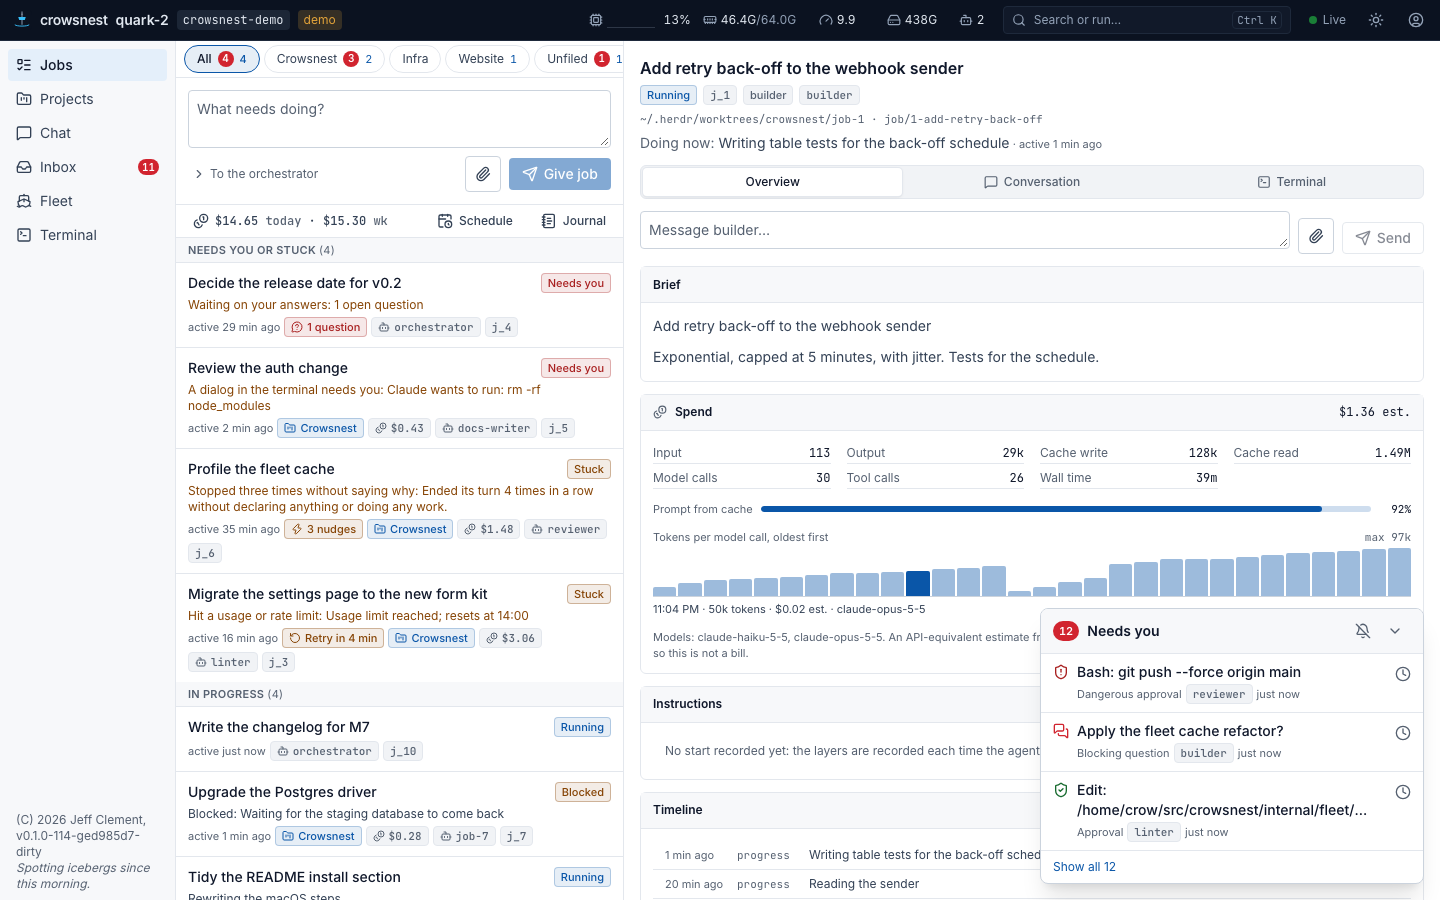 crowsnest quark-2 crowsnest-demo demo 13% 46.4G/64.0G 9.9 438G 2 Search or run... Ctrl K Live
Jobs
Projects
Chat
Inbox 11
Fleet
Terminal
(C) 2026 Jeff Clement,
v0.1.0-114-ged985d7-
dirty
Spotting icebergs since
this morning.
All 4 4 Crowsnest 3 2 Infra Website 1 Unfiled 1 1
What needs doing?
To the orchestrator Give job
$14.65 today · $15.30 wk Schedule Journal
NEEDS YOU OR STUCK (4)
Decide the release date for v0.2 Needs you
Waiting on your answers: 1 open question
active 29 min ago 1 question orchestrator j_4
Review the auth change Needs you
A dialog in the terminal needs you: Claude wants to run: rm -rf
node_modules
active 2 min ago Crowsnest $0.43 docs-writer j_5
Profile the fleet cache Stuck
Stopped three times without saying why: Ended its turn 4 times in a row
without declaring anything or doing any work.
active 35 min ago 3 nudges Crowsnest $1.48 reviewer
j_6
Migrate the settings page to the new form kit Stuck
Hit a usage or rate limit: Usage limit reached; resets at 14:00
active 16 min ago Retry in 4 min Crowsnest $3.06
linter j_3
IN PROGRESS (4)
Write the changelog for M7 Running
active just now orchestrator j_10
Upgrade the Postgres driver Blocked
Blocked: Waiting for the staging database to come back
active 1 min ago Crowsnest $0.28 job-7 j_7
Tidy the README install section Running
Rewriting the macOS steps
Add retry back-off to the webhook sender
Running j_1 builder builder
~/.herdr/worktrees/crowsnest/job-1 · job/1-add-retry-back-off
Doing now: Writing table tests for the back-off schedule · active 1 min ago
Overview Conversation Terminal
Message builder... Send
Brief
Add retry back-off to the webhook sender
Exponential, capped at 5 minutes, with jitter. Tests for the schedule.
Spend $1.36 est.
Input 113 Output 29k Cache write 128k Cache read 1.49M
Model calls 30 Tool calls 26 Wall time 39m
Prompt from cache 92%
Tokens per model call, oldest first max 97k
11:04 PM · 50k tokens · $0.02 est. · claude-opus-5-5
Models: claude-haiku-5-5, claude-opus-5-5. An API-equivalent estimate
so this is not a bill.
Instructions
No start recorded yet: the layers are recorded each time the agent
Timeline
1 min ago progress Writing table tests for the back-off
20 min ago progress Reading the sender
12 Needs you
Bash: git push --force origin main
Dangerous approval reviewer just now
Apply the fleet cache refactor?
Blocking question builder just now
Edit:
/home/crow/src/crowsnest/internal/fleet/...
Approval linter just now
Show all 12